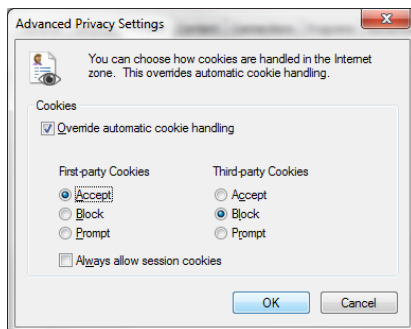 Advanced Privacy Settings
You can choose how cookies are handled in the Internet
zone. This overrides automatic cookie handling.
Cookies
Override automatic cookie handling
First-party Cookies
Third-party Cookies
Accept
Accept
Block
Block
Prompt
Prompt
Always allow session cookies
OK
Cancel